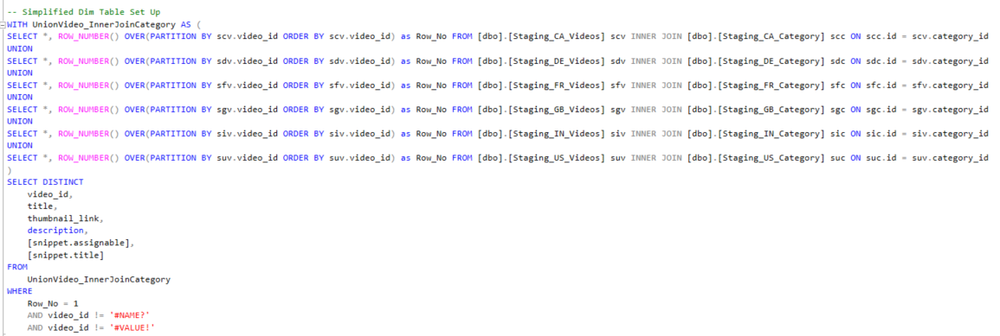 -- Simplified Dim Table Set Up
WITH UnionVideo_InnerJoinCategory AS (
SELECT *, ROW_NUMBER() OVER(PARTITION BY scv.video_id ORDER BY scv.video_id) as Row_No FROM [dbo].[Staging_CA_Videos] scv INNER JOIN [dbo].[Staging_CA_Category] scc ON scc.id = scv.category_id
UNION
SELECT *, ROW_NUMBER() OVER(PARTITION BY sdv.video_id ORDER BY sdv.video_id) as Row_No FROM [dbo].[Staging_DE_Videos] sdv INNER JOIN [dbo].[Staging_DE_Category] sdc ON sdc.id = sdv.category_id
UNION
SELECT *, ROW_NUMBER() OVER(PARTITION BY sfv.video_id ORDER BY sfv.video_id) as Row_No FROM [dbo].[Staging_FR_Videos] sfv INNER JOIN [dbo].[Staging_FR_Category] sfc ON sfc.id = sfv.category_id
UNION
SELECT *, ROW_NUMBER() OVER(PARTITION BY sgv.video_id ORDER BY sgv.video_id) as Row_No FROM [dbo].[Staging_GB_Videos] sgv INNER JOIN [dbo].[Staging_GB_Category] sgc ON sgc.id = sgv.category_id
UNION
SELECT *, ROW_NUMBER() OVER(PARTITION BY siv.video_id ORDER BY siv.video_id) as Row_No FROM [dbo].[Staging_IN_Videos] siv INNER JOIN [dbo].[Staging_IN_Category] sic ON sic.id = siv.category_id
UNION
SELECT *, ROW_NUMBER() OVER(PARTITION BY suv.video_id ORDER BY suv.video_id) as Row_No FROM [dbo].[Staging_US_Videos] suv INNER JOIN [dbo].[Staging_US_Category] suc ON suc.id = suv.category_id
)
SELECT DISTINCT
video_id,
title,
thumbnail_link,
description,
[snippet.assignable],
[snippet.title]
FROM
UnionVideo_InnerJoinCategory
WHERE
Row_No = 1
AND video_id != '#NAME?'
AND video_id != '#VALUE!'